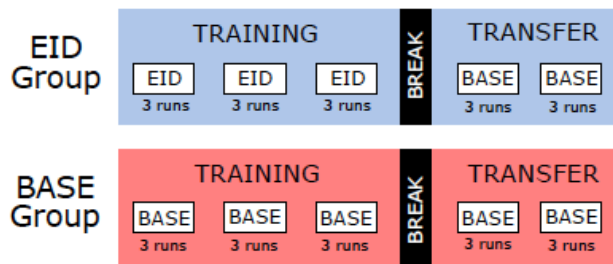 EID
Group
TRAINING
EID EID EID
3 runs 3 runs 3 runs
BREAK
TRANSFER
BASE BASE
3 runs 3 runs
BASE
Group
TRAINING
BASE BASE BASE
3 runs 3 runs 3 runs
BREAK
TRANSFER
BASE BASE
3 runs 3 runs